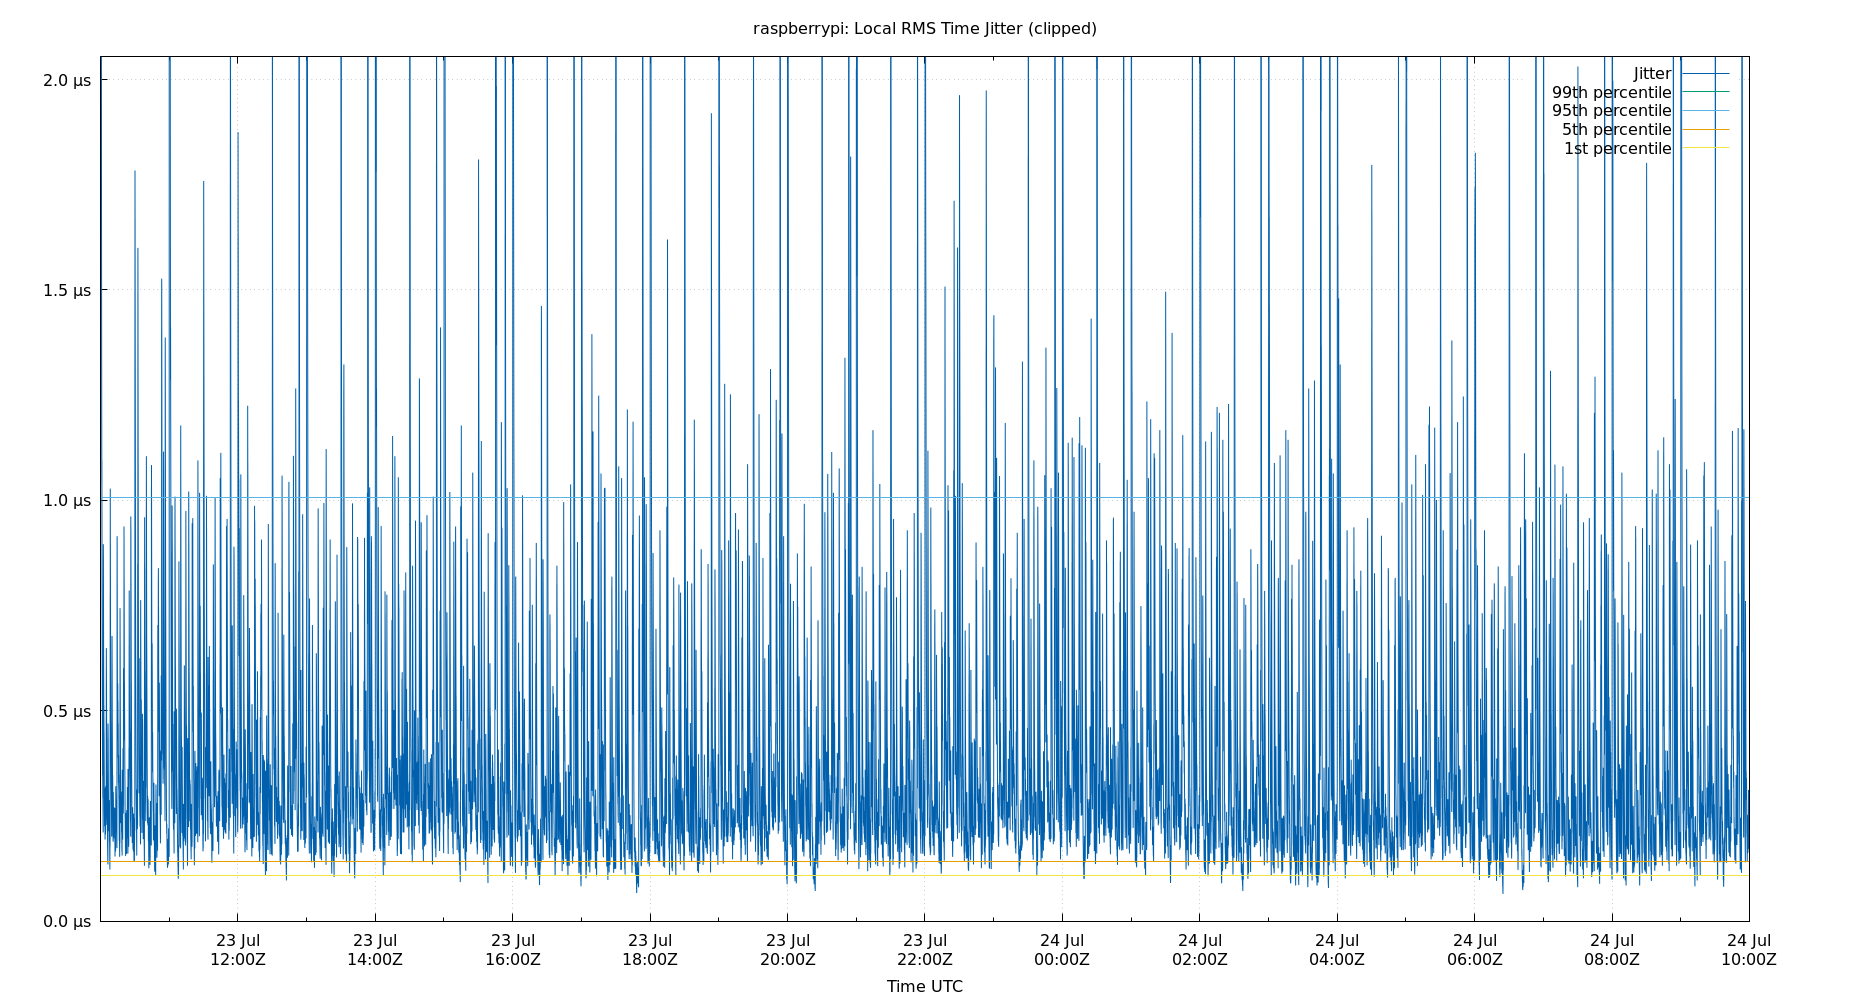 raspberrypi: Local RMS Time Jitter (clipped)
2.0 µs
1.5 µs
1.0 µs
0.5 µs
0.0 µs
Jitter
99th percentile
95th percentile
5th percentile
1st percentile
23 Jul 23 Jul 23 Jul 23 Jul 23 Jul 23 Jul 24 Jul 24 Jul 24 Jul 24 Jul 24 Jul 24 Jul
12:00Z 14:00Z 16:00Z 18:00Z 20:00Z 22:00Z 00:00Z 02:00Z 04:00Z 06:00Z 08:00Z 10:00Z
Time UTC